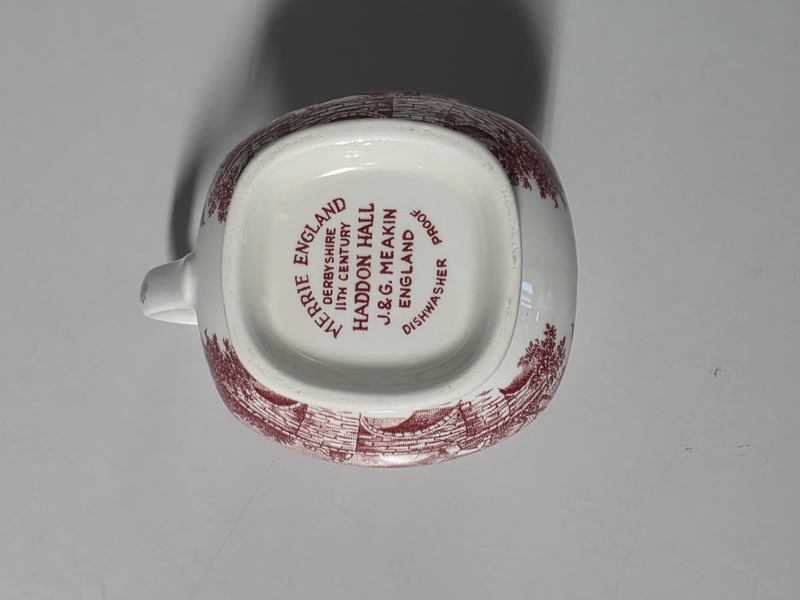 MERRIE ENGLAND
DERBYSHIRE
11TH CENTURY
HADDON HALL
J.&G. MEAKIN
ENGLAND
DISHWASHER PROOF